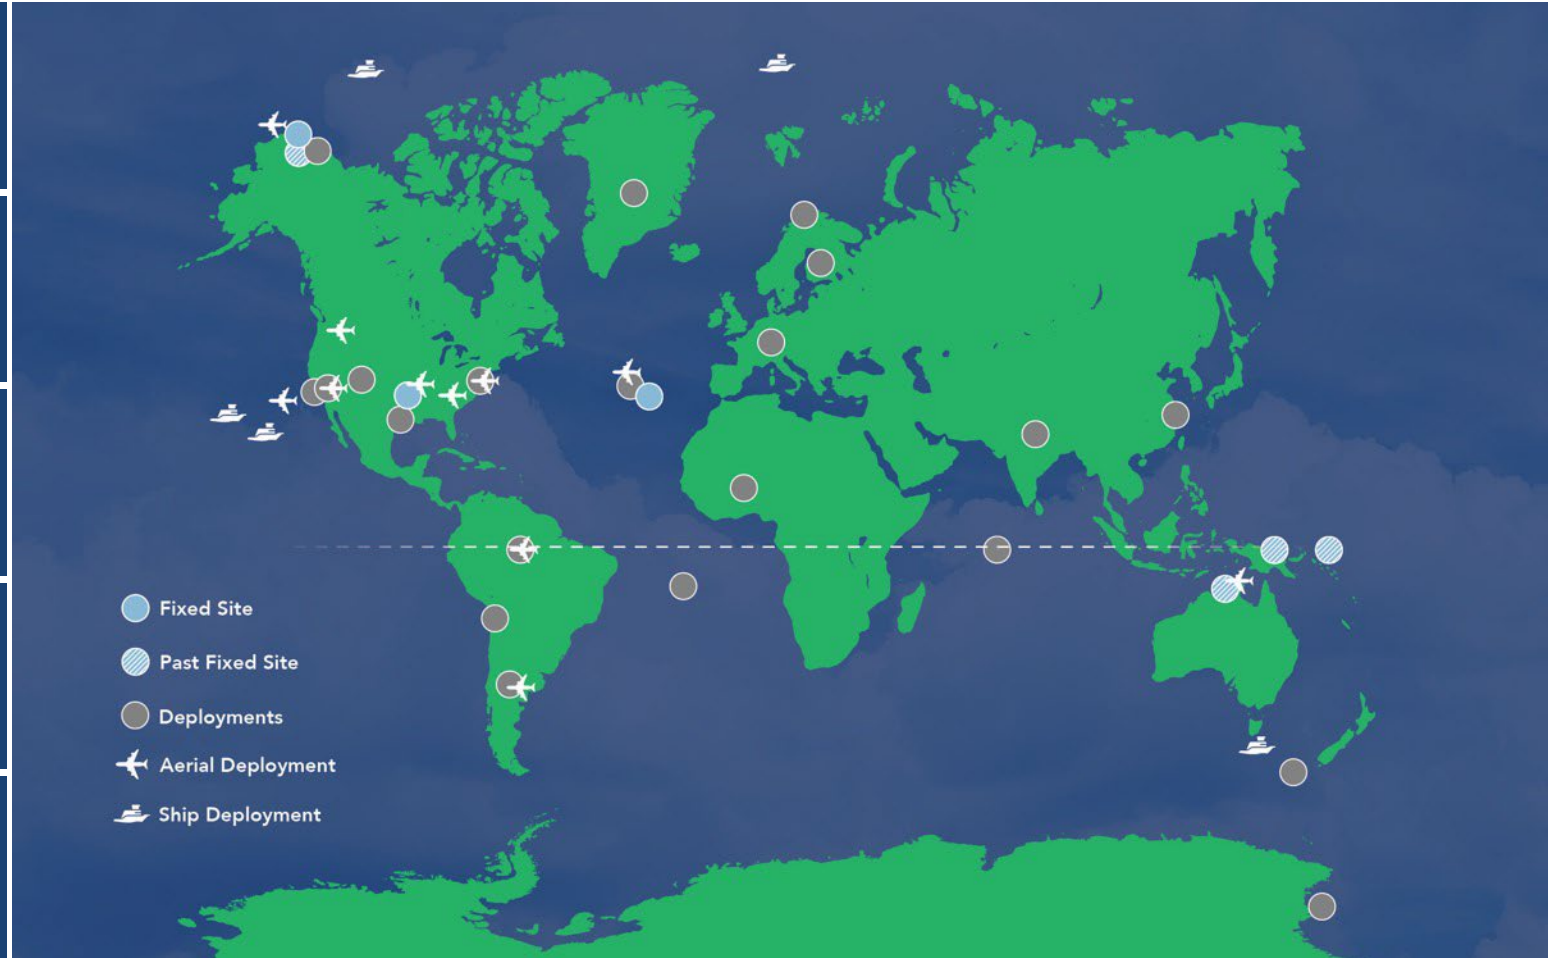 Fixed Site
Past Fixed Site
Deployments
Aerial Deployment
Ship Deployment